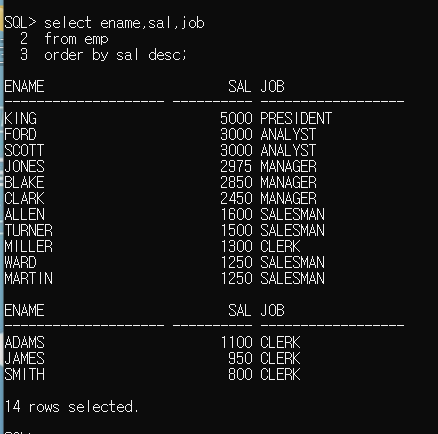 SQL> select ename,sal,job
  2  from emp
  3  order by sal desc;
ENAME                       SAL JOB
-------------------- ---------- ------------------
KING                       5000 PRESIDENT
FORD                       3000 ANALYST
SCOTT                      3000 ANALYST
JONES                      2975 MANAGER
BLAKE                      2850 MANAGER
CLARK                      2450 MANAGER
ALLEN                      1600 SALESMAN
TURNER                     1500 SALESMAN
MILLER                     1300 CLERK
WARD                       1250 SALESMAN
MARTIN                     1250 SALESMAN
ENAME                       SAL JOB
-------------------- ---------- ------------------
ADAMS                      1100 CLERK
JAMES                       950 CLERK
SMITH                       800 CLERK
14 rows selected.